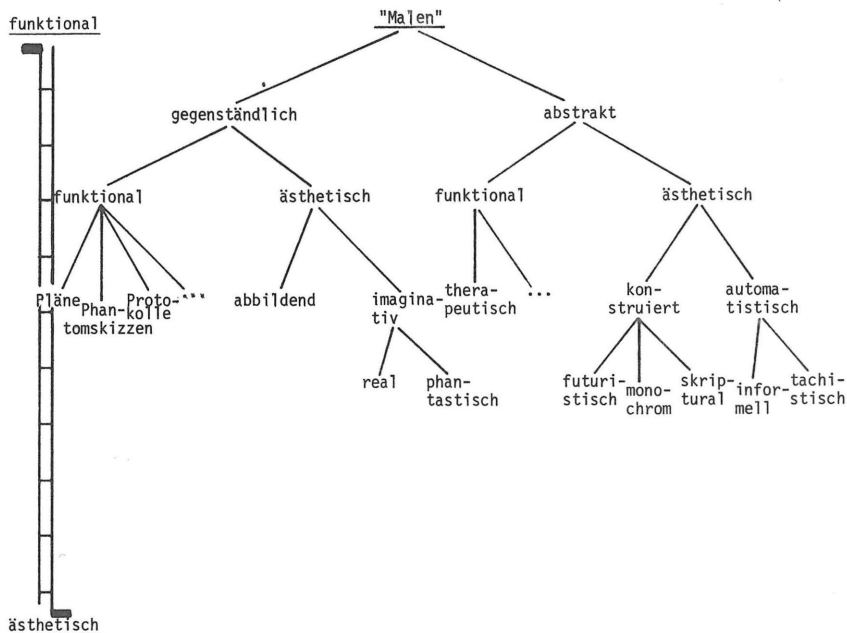 "Malen"
funktional
gegenständlich
abstrakt
funktional
ästhetisch
funktional
ästhetisch
Pläne
Phan-
tomskizzen
Proto-
kolle
...
abbildend
imagina-
tiv
thera-
peutisch
...
kon-
struiert
automa-
tistisch
real
phan-
tastisch
futuri-
stisch
mono-
chrom
skrip-
tural
infor-
mell
tachi-
stisch
ästhetisch